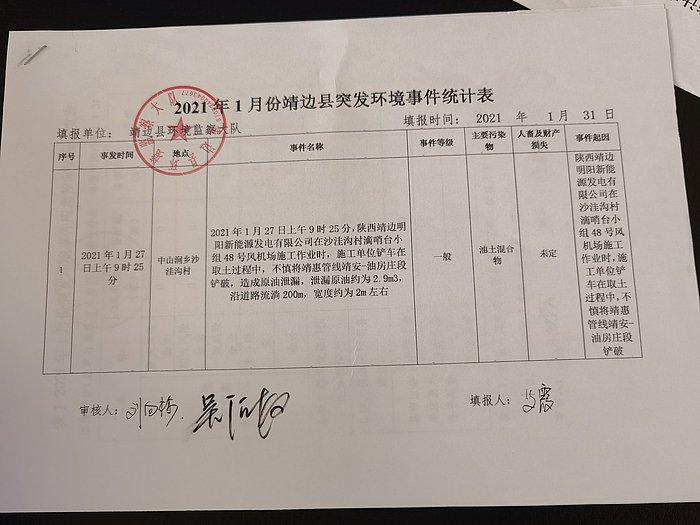 2021年1月份靖边县突发环境事件统计表
填报单位： 靖边县环境监察大队 填报时间： 2021 年 1月 31日
序号 事发时间 地点 事件名称 事件等级 主要污染物 人畜及财产损失 事件起因
1
2021年1月27
日上午9时25
分
中山涧乡沙
洼沟村
2021年1月27日上午9时25分，陕西靖边明
阳新能源发电有限公司在沙洼沟村滴哨台小
组48号风机场施工作业时，施工单位铲车在
取土过程中，不慎将靖惠管线靖安-油房庄段
铲破，造成原油泄漏，泄漏原油约为2.9m3，
沿道路流淌200m，宽度约为2m左右
一般
油土混合
物
未定
陕西靖边
明阳新能
源发电有
限公司在
沙洼沟村
滴哨台小
组48号风
机场施工
作业时，施
工单位铲
车在取土
过程中，不
慎将靖惠
管线靖安-
油房庄段
铲破
审核人：
填报人：